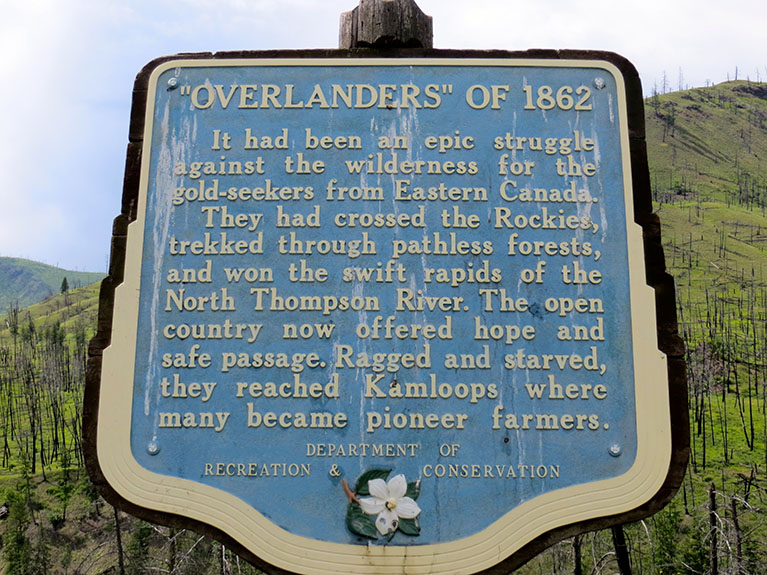 "OVERLANDERS" OF 1862
It had been an epic struggle
against the wilderness for the
gold-seekers from Eastern Canada.
They had crossed the Rockies,
trekked through pathless forests,
and won the swift rapids of the
North Thompson River. The open
country now offered hope and
safe passage. Ragged and starved,
they reached Kamloops where
many became pioneer farmers.
DEPARTMENT OF
RECREATION & CONSERVATION